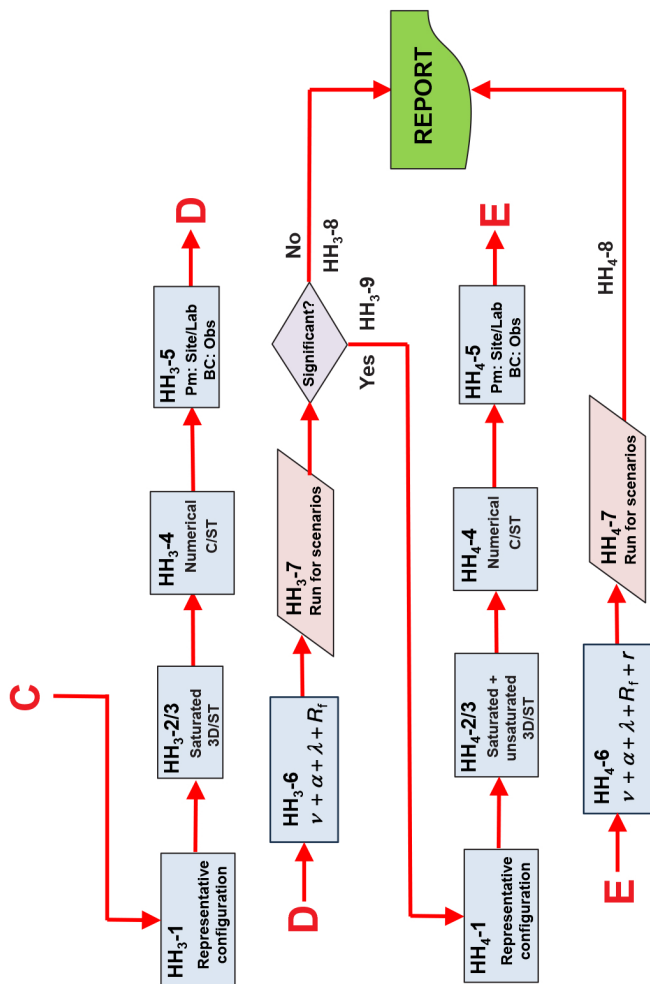 C
HH₃-1
Representative
configuration
HH₃-2/3
Saturated
3D/ST
HH₃-4
Numerical
C/ST
HH₃-5
Pm: Site/Lab
BC: Obs
D
D
HH₃-6
ν + α + λ + R_f
HH₃-7
Run for scenarios
Significant?
No
HH₃-8
Yes
HH₃-9
REPORT
HH₄-1
Representative
configuration
HH₄-2/3
Saturated +
unsaturated
3D/ST
HH₄-4
Numerical
C/ST
HH₄-5
Pm: Site/Lab
BC: Obs
E
E
HH₄-6
ν + α + λ + R_f + r
HH₄-7
Run for scenarios
HH₄-8